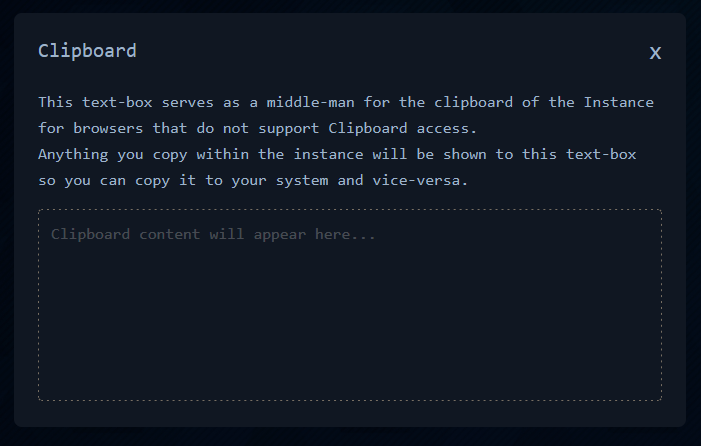 Clipboard
x
This text-box serves as a middle-man for the clipboard of the Instance
for browsers that do not support Clipboard access.
Anything you copy within the instance will be shown to this text-box
so you can copy it to your system and vice-versa.
Clipboard content will appear here...